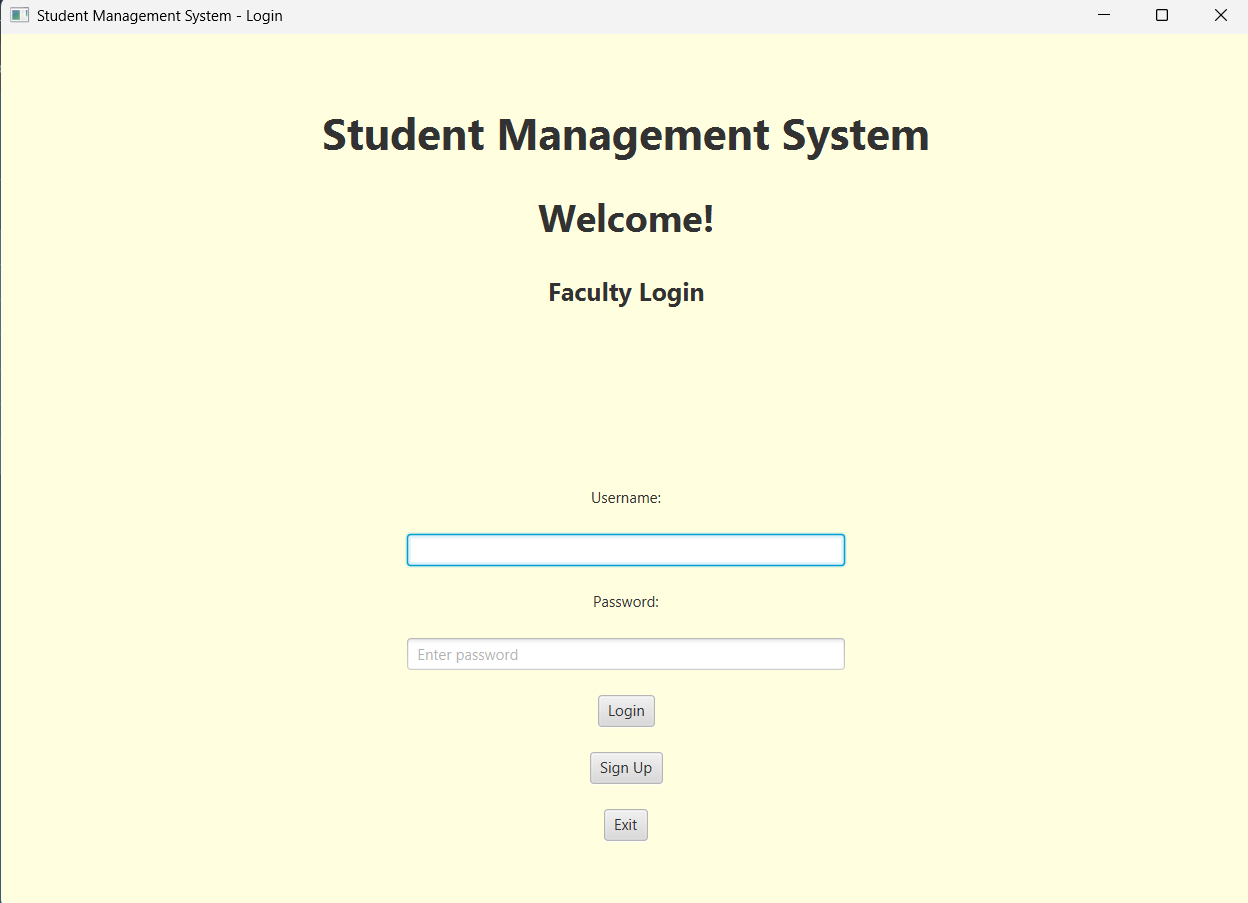 Student Management System - Login
Student Management System
Welcome!
Faculty Login
Username:
Password:
Enter password
Login
Sign Up
Exit